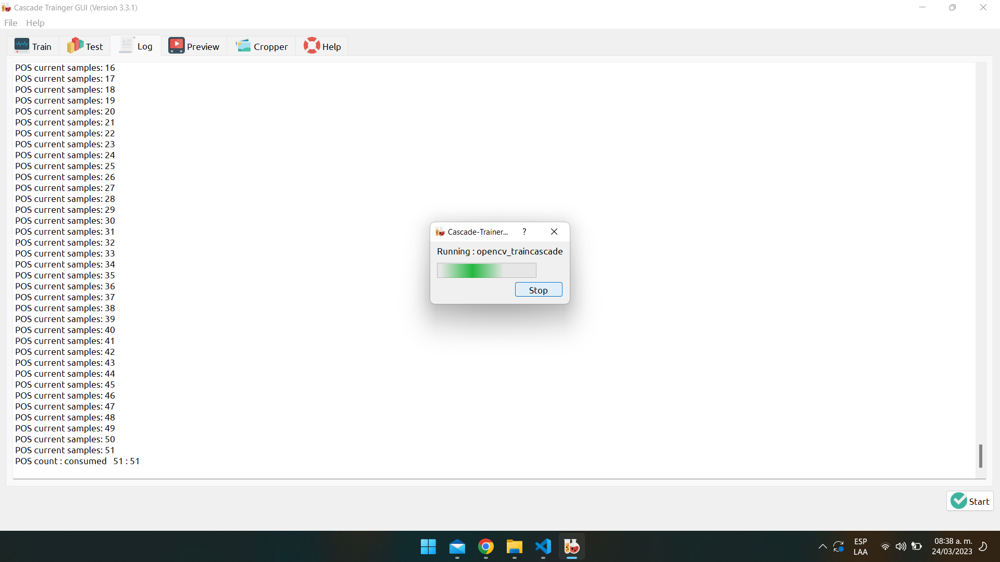 Cascade Trainger GUI (Version 3.3.1)
File Help
Train Test Log Preview Cropper Help
POS current samples: 16
POS current samples: 17
POS current samples: 18
POS current samples: 19
POS current samples: 20
POS current samples: 21
POS current samples: 22
POS current samples: 23
POS current samples: 24
POS current samples: 25
POS current samples: 26
POS current samples: 27
POS current samples: 28
POS current samples: 29
POS current samples: 30
POS current samples: 31
POS current samples: 32
POS current samples: 33
POS current samples: 34
POS current samples: 35
POS current samples: 36
POS current samples: 37
POS current samples: 38
POS current samples: 39
POS current samples: 40
POS current samples: 41
POS current samples: 42
POS current samples: 43
POS current samples: 44
POS current samples: 45
POS current samples: 46
POS current samples: 47
POS current samples: 48
POS current samples: 49
POS current samples: 50
POS current samples: 51
POS count : consumed 51 : 51
Cascade-Trainer... ?
Running : opencv_traincascade
Stop
Start
ESP
LAA
08:38 a. m.
24/03/2023